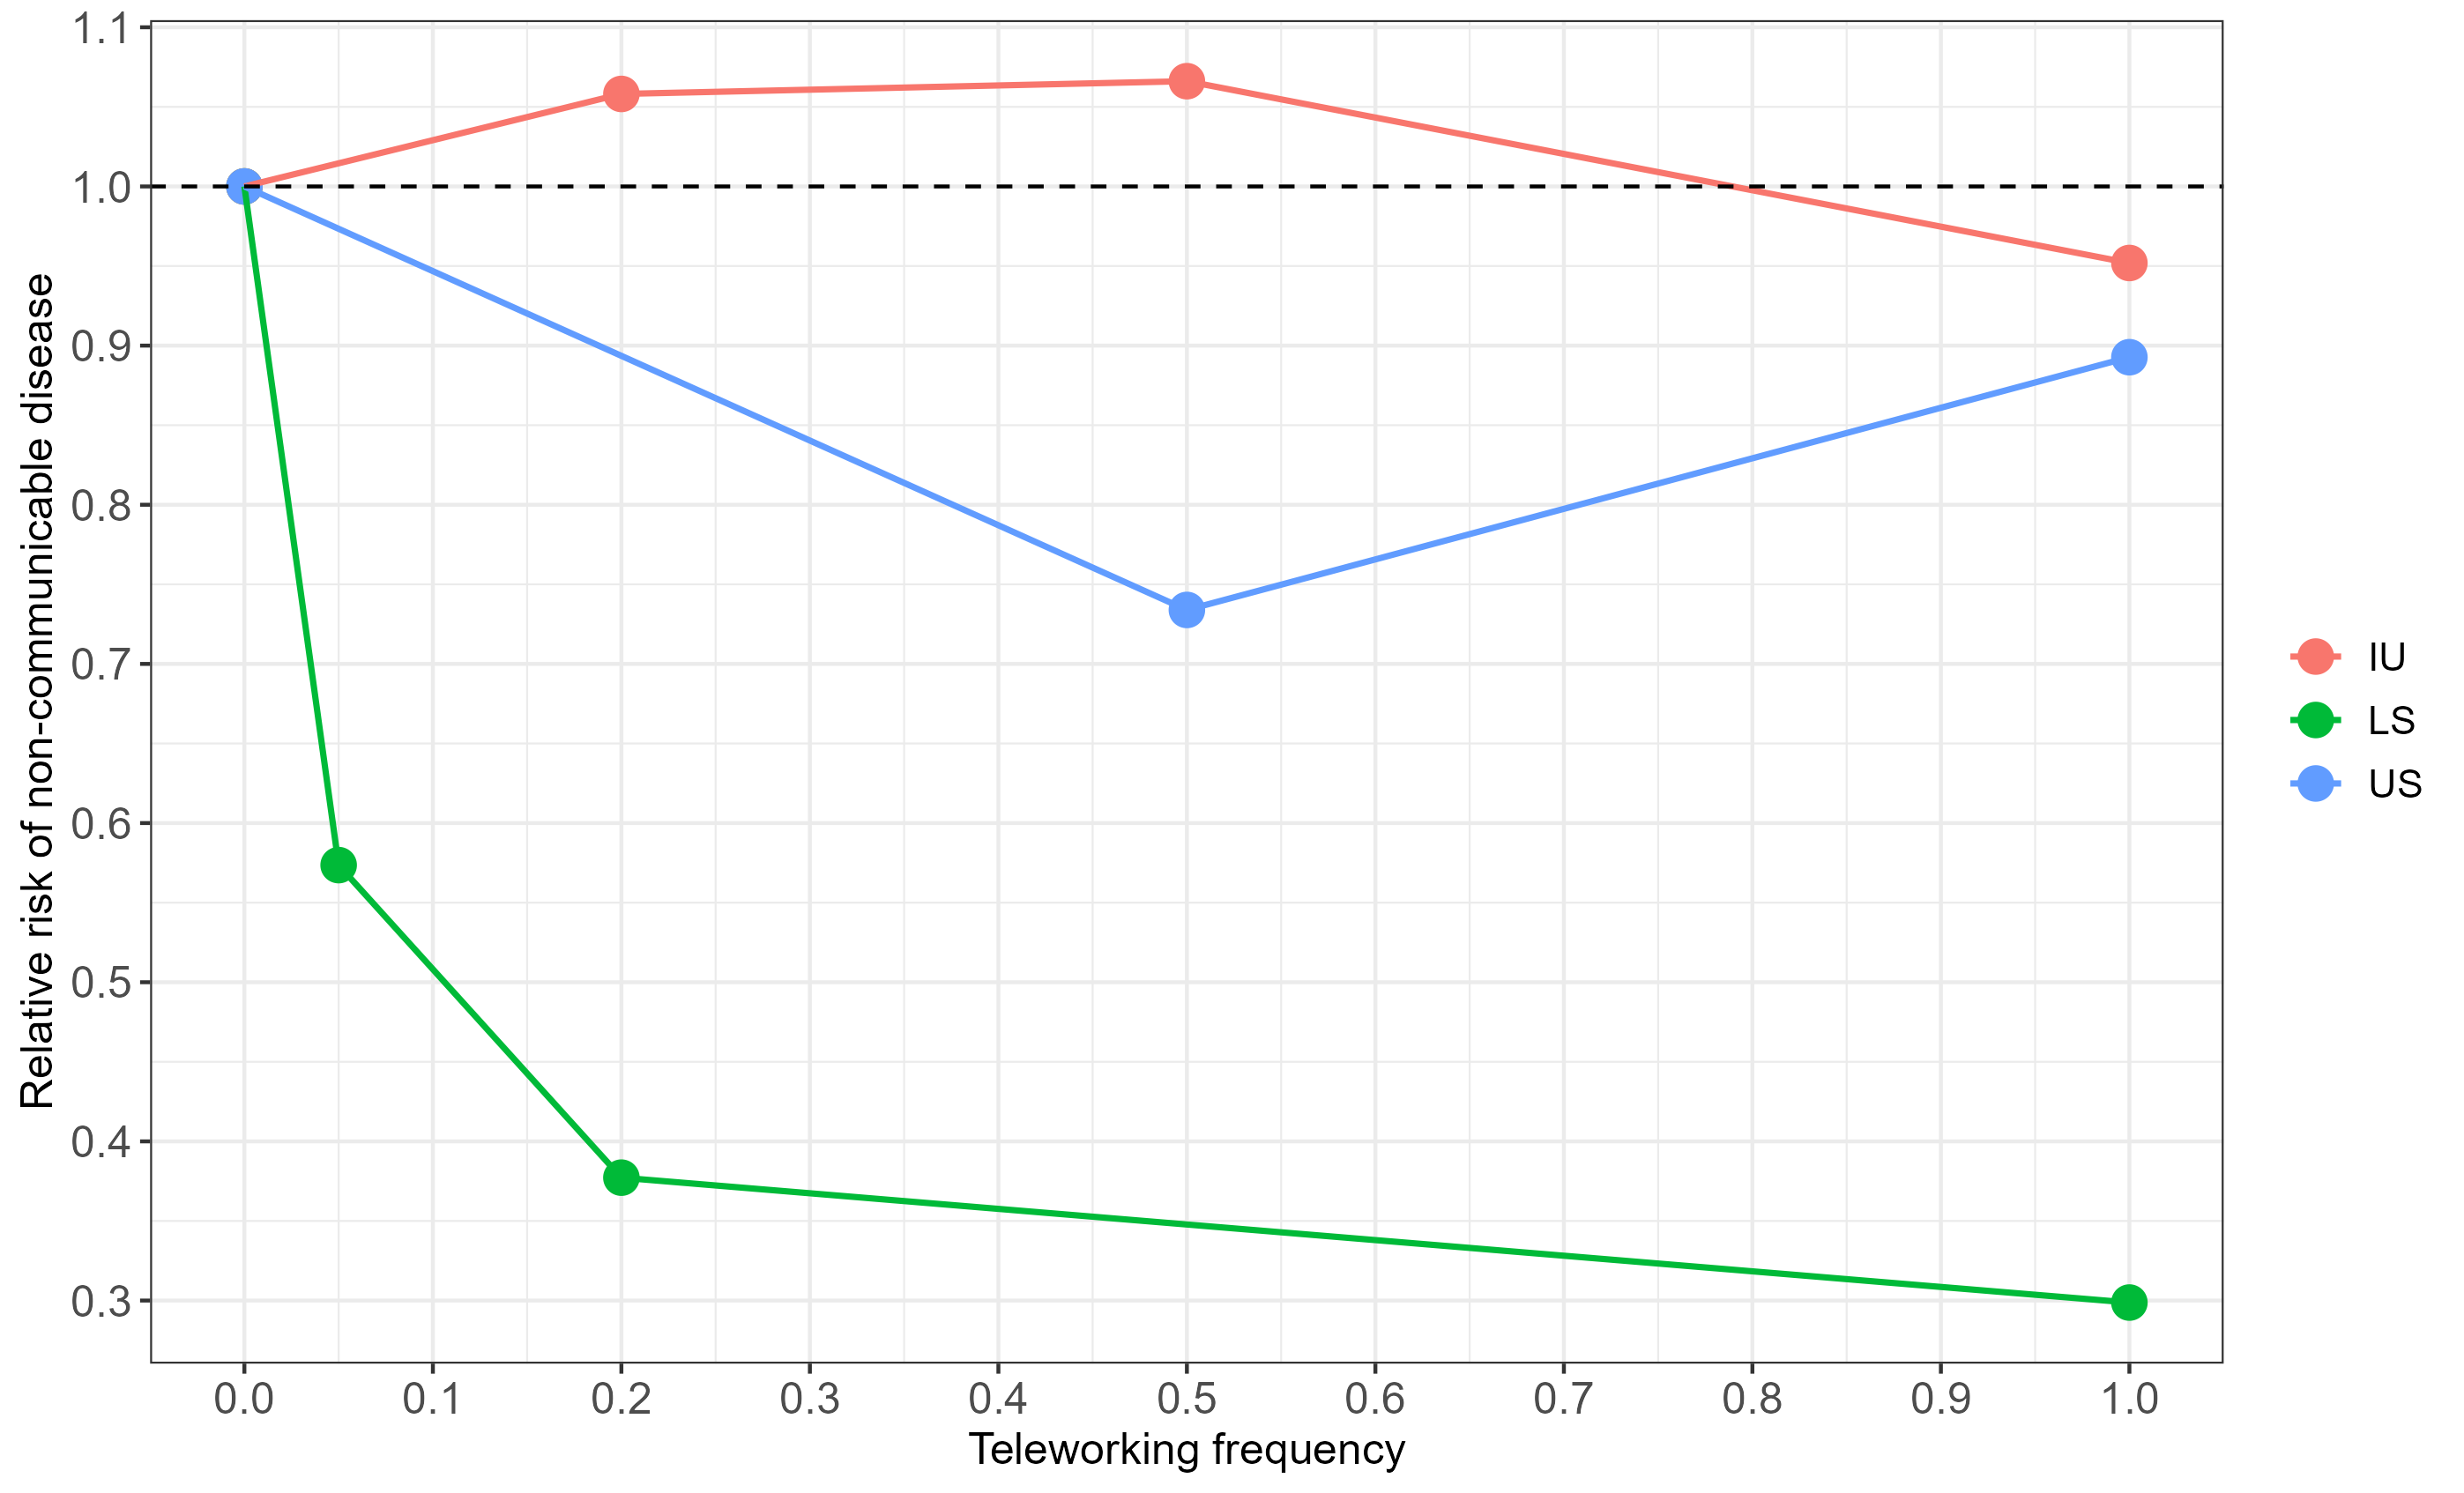 Relative risk of non-communicable disease
1.1
1.0
0.9
0.8
0.7
0.6
0.5
0.4
0.3
0.0 0.1 0.2 0.3 0.4 0.5 0.6 0.7 0.8 0.9 1.0
Teleworking frequency
IU
LS
US